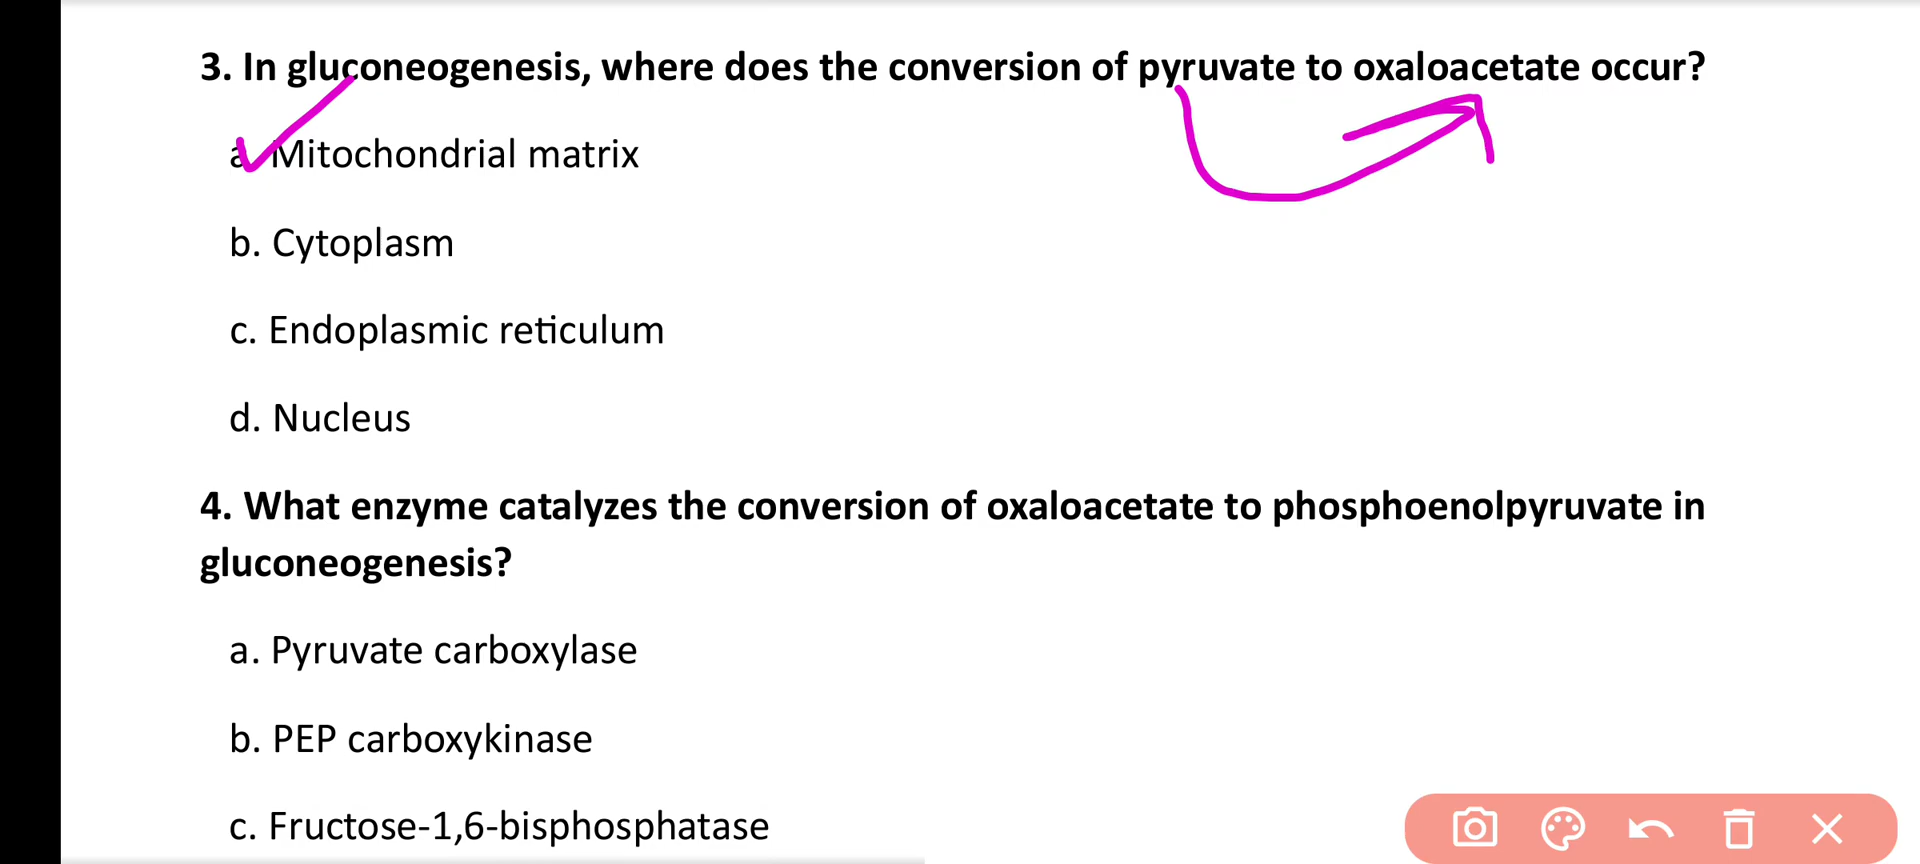 3. In gluconeogenesis, where does the conversion of pyruvate to oxaloacetate occur?
a. Mitochondrial matrix
b. Cytoplasm
c. Endoplasmic reticulum
d. Nucleus
4. What enzyme catalyzes the conversion of oxaloacetate to phosphoenolpyruvate in
gluconeogenesis?
a. Pyruvate carboxylase
b. PEP carboxykinase
c. Fructose-1,6-bisphosphatase